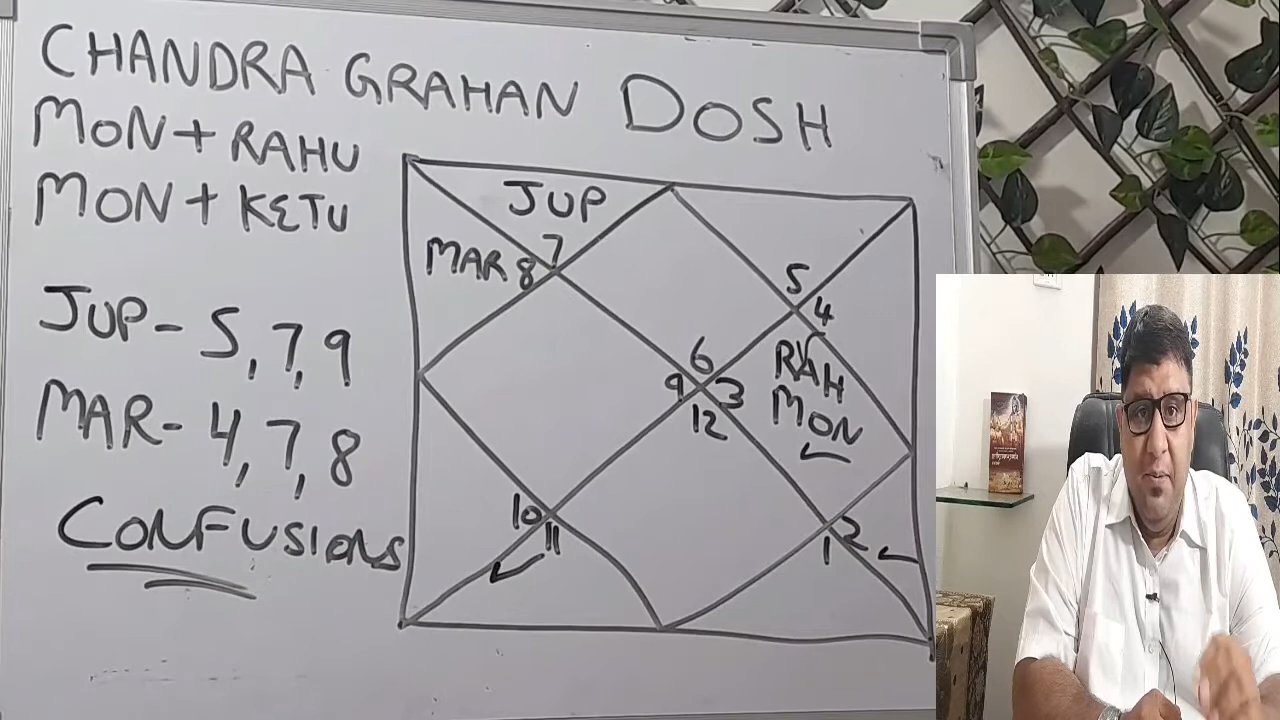 CHANDRA GRAHAN DOSH
MON + RAHU
MON + KETU
JUP - 5, 7, 9
MAR - 4, 7, 8
CONFUSIONS
JUP
7
MAR 8
5
4
RAH
MON
6
9 3
12
10
11
2
1